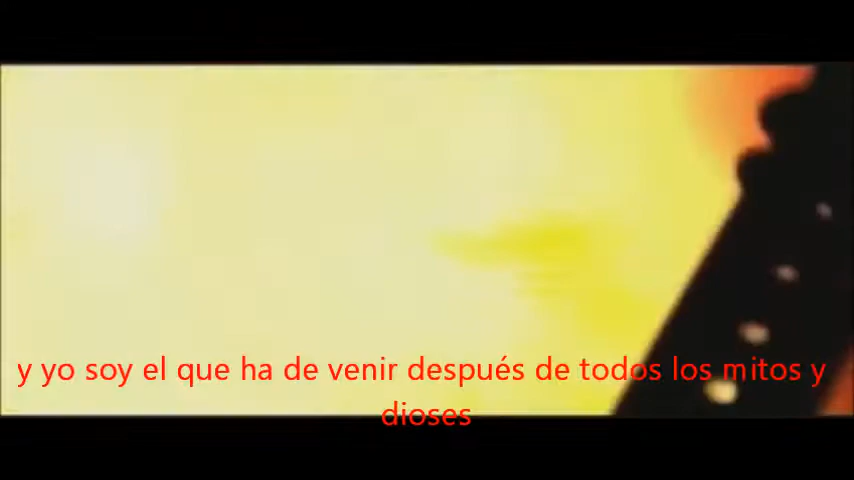 y yo soy el que ha de venir después de todos los mitos y
dioses